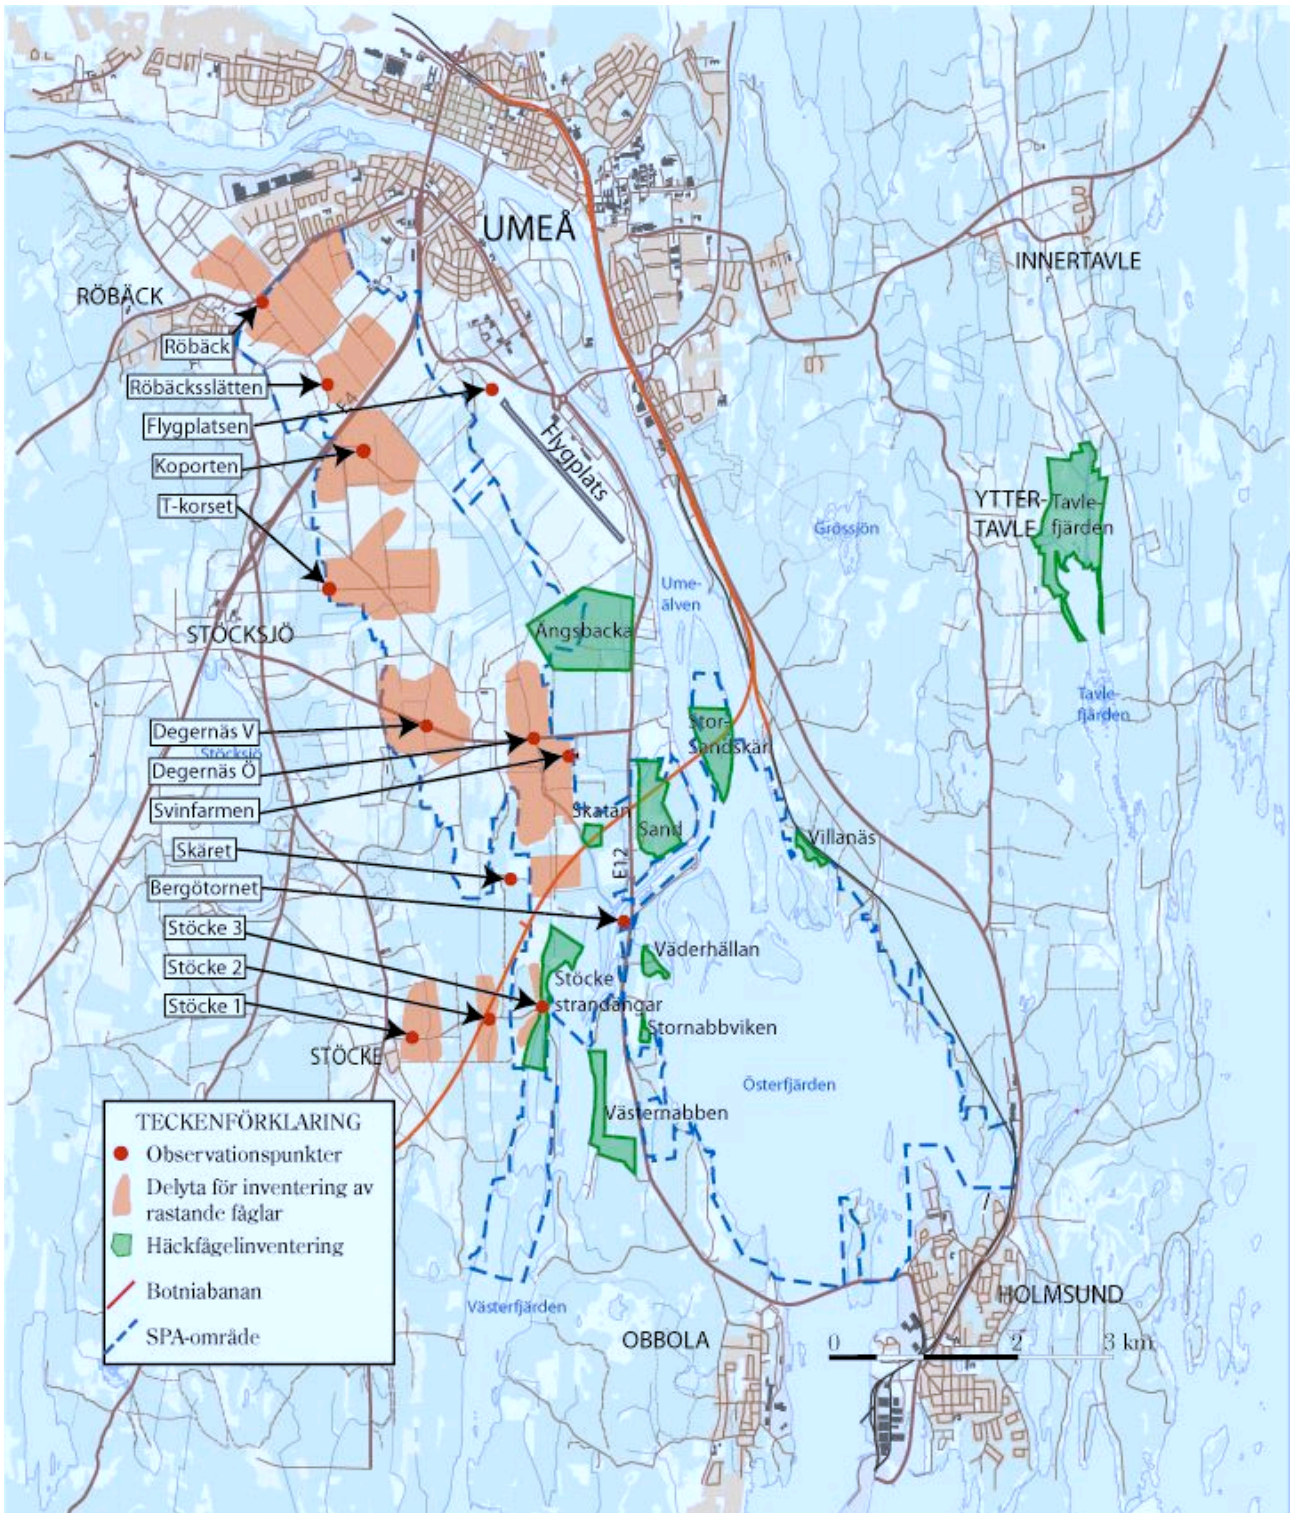 UMEÅ
INNERTAVLE
RÖBÄCK
Röbäck
Röbäcksslätten
E4
Flygplatsen
Flygplats
Koporten
T-korset
YTTER-
TAVLE
Tavle-
fjärden
Grössjön
Ume-
älven
Ängsbacka
STÖCKSJÖ
Tavle-
fjärden
Stor-
Sandskär
Degernäs V
Stöcksjö
Degernäs Ö
Svinfarmen
Skatan
Sand
Villanäs
Skäret
E12
Bergötornet
Stöcke 3
Väderhällan
Stöcke 2
Stöcke
strandängar
Stöcke 1
Stornabbviken
STÖCKE
Österfjärden
Västernabben
TECKENFÖRKLARING
Observationspunkter
Delyta för inventering av
rastande fåglar
Häckfågelinventering
Botniabanan
SPA-område
Västerfjärden
HOLMSUND
OBBOLA
0 2 3 km